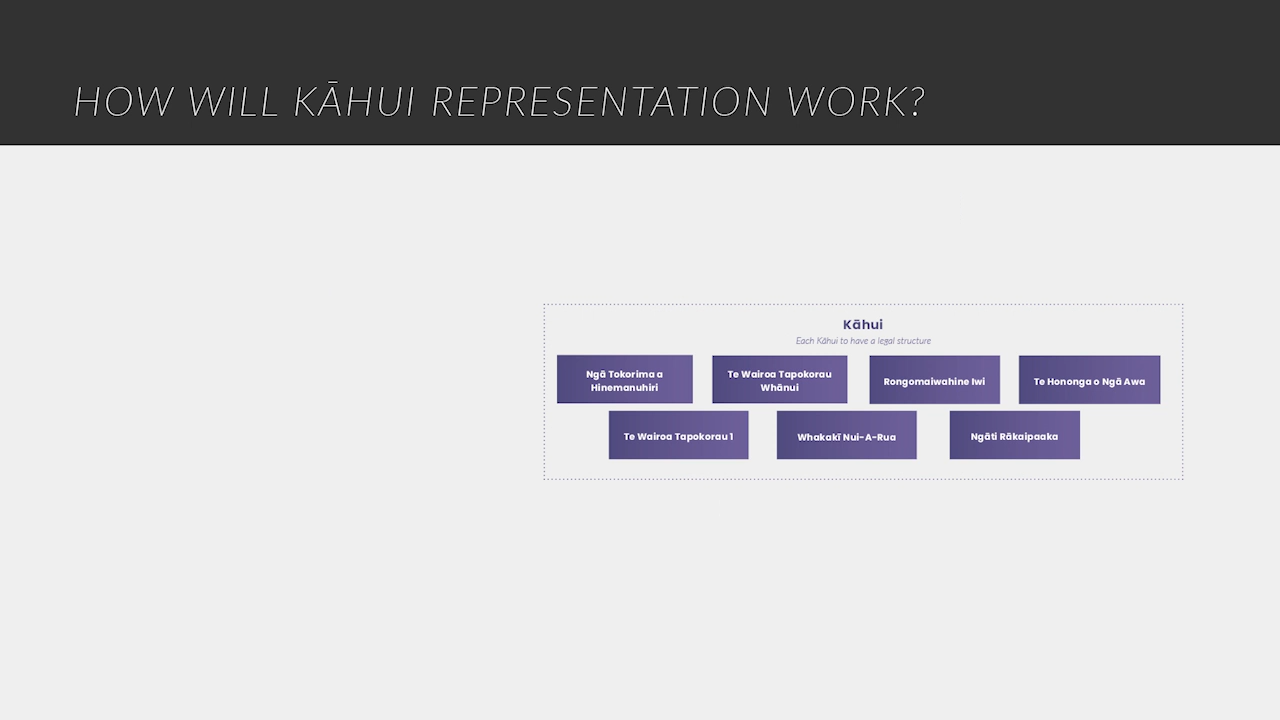 HOW WILL KĀHUI REPRESENTATION WORK?
Kāhui
Each Kāhui to have a legal structure
Ngā Tokorima a
Hinemanuhiri
Te Wairoa Tapokorau
Whānui
Rongomaiwahine Iwi
Te Hononga o Ngā Awa
Te Wairoa Tapokorau 1
Whakakī Nui-A-Rua
Ngāti Rākaipaaka